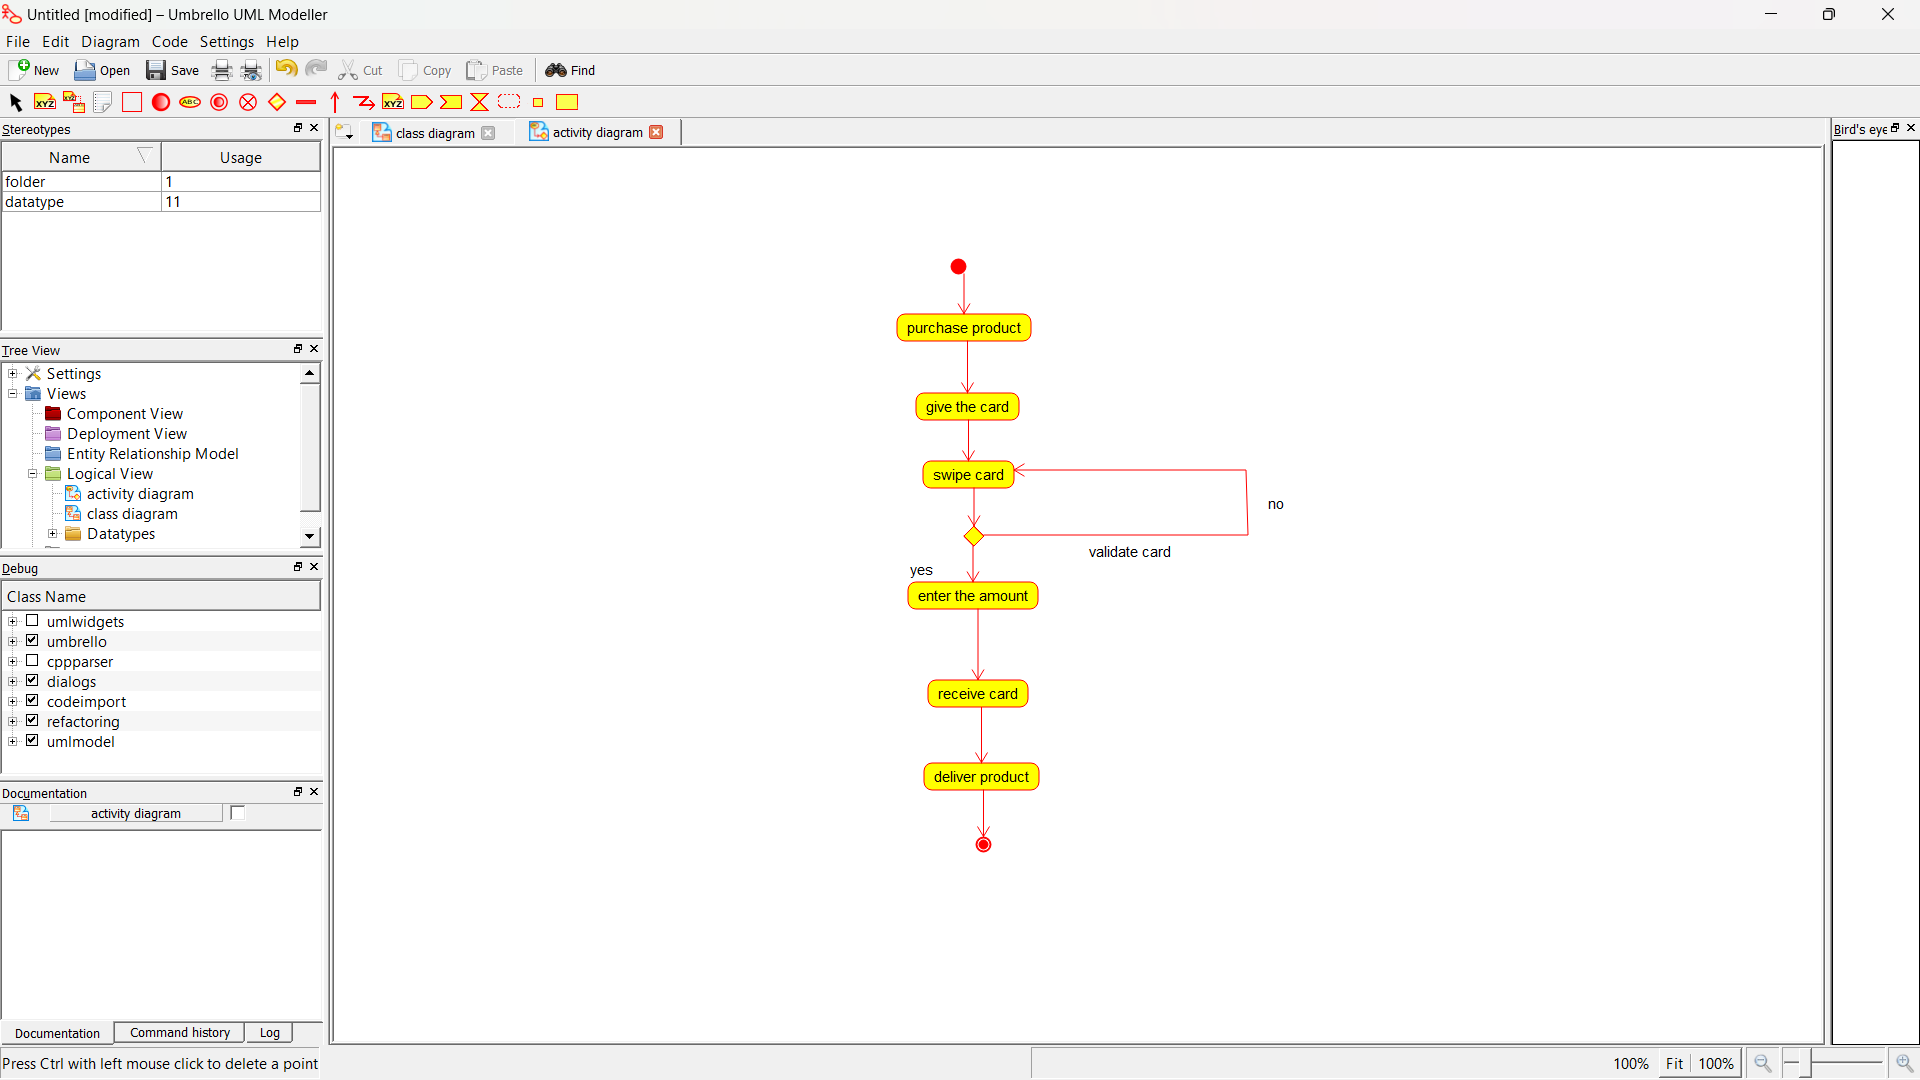 Untitled [modified] – Umbrello UML Modeller
File Edit Diagram Code Settings Help
New Open Save Cut Copy Paste Find
XYZ XYZ ABC XYZ
Stereotypes
Name Usage
folder 1
datatype 11
Tree View
Settings
Views
Component View
Deployment View
Entity Relationship Model
Logical View
activity diagram
class diagram
Datatypes
Debug
Class Name
umlwidgets
umbrello
cppparser
dialogs
codeimport
refactoring
umlmodel
Documentation
activity diagram
Documentation Command history Log
Press Ctrl with left mouse click to delete a point
class diagram activity diagram
purchase product
give the card
swipe card
no
validate card
yes
enter the amount
receive card
deliver product
Bird's eye
100% Fit 100%